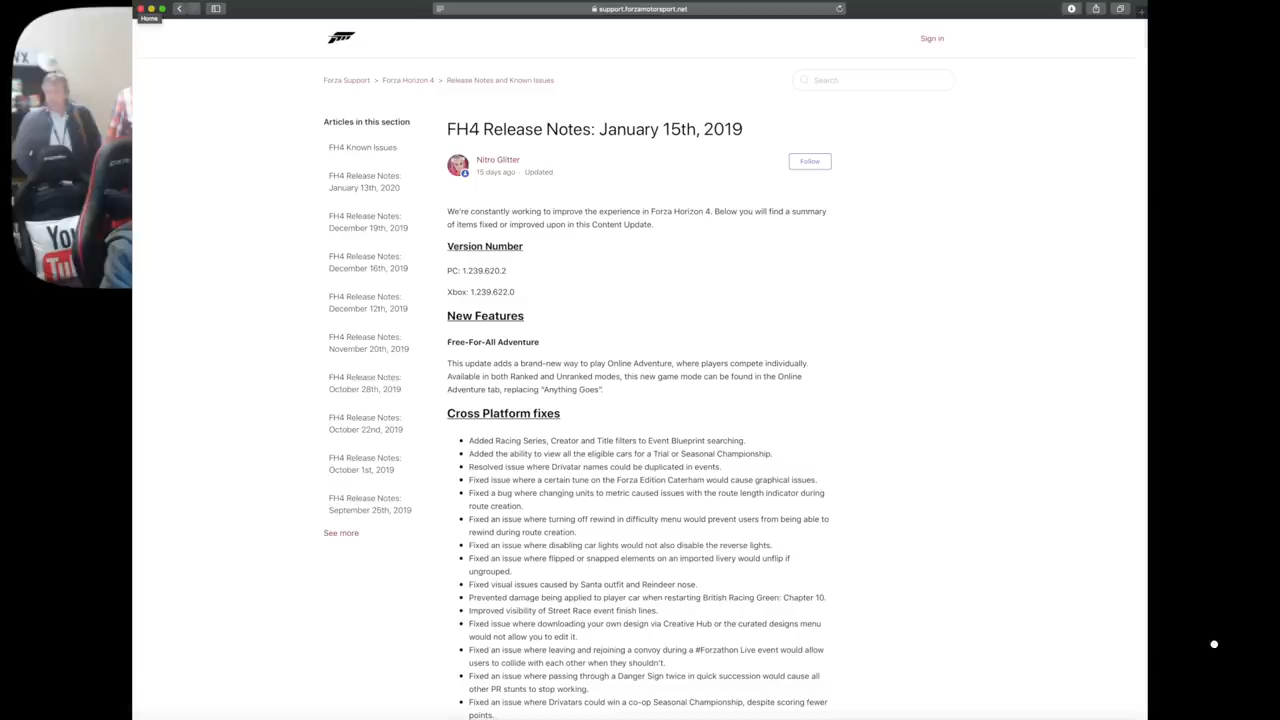 support.forzamotorsport.net
Home
Sign in
Forza Support > Forza Horizon 4 > Release Notes and Known Issues
Search
Articles in this section
FH4 Known Issues
FH4 Release Notes:
January 13th, 2020
FH4 Release Notes:
December 19th, 2019
FH4 Release Notes:
December 16th, 2019
FH4 Release Notes:
December 12th, 2019
FH4 Release Notes:
November 20th, 2019
FH4 Release Notes:
October 28th, 2019
FH4 Release Notes:
October 22nd, 2019
FH4 Release Notes:
October 1st, 2019
FH4 Release Notes:
September 25th, 2019
See more
FH4 Release Notes: January 15th, 2019
Nitro Glitter
15 days ago · Updated
Follow
We're constantly working to improve the experience in Forza Horizon 4. Below you will find a summary
of items fixed or improved upon in this Content Update.
Version Number
PC: 1.239.620.2
Xbox: 1.239.622.0
New Features
Free-For-All Adventure
This update adds a brand-new way to play Online Adventure, where players compete individually.
Available in both Ranked and Unranked modes, this new game mode can be found in the Online
Adventure tab, replacing “Anything Goes”.
Cross Platform fixes
• Added Racing Series, Creator and Title filters to Event Blueprint searching.
• Added the ability to view all the eligible cars for a Trial or Seasonal Championship.
• Resolved issue where Drivatar names could be duplicated in events.
• Fixed issue where a certain tune on the Forza Edition Caterham would cause graphical issues.
• Fixed a bug where changing units to metric caused issues with the route length indicator during
route creation.
• Fixed an issue where turning off rewind in difficulty menu would prevent users from being able to
rewind during route creation.
• Fixed an issue where disabling car lights would not also disable the reverse lights.
• Fixed an issue where flipped or snapped elements on an imported livery would unflip if
ungrouped.
• Fixed visual issues caused by Santa outfit and Reindeer nose.
• Prevented damage being applied to player car when restarting British Racing Green: Chapter 10.
• Improved visibility of Street Race event finish lines.
• Fixed issue where downloading your own design via Creative Hub or the curated designs menu
would not allow you to edit it.
• Fixed an issue where leaving and rejoining a convoy during a #Forzathon Live event would allow
users to collide with each other when they shouldn't.
• Fixed an issue where passing through a Danger Sign twice in quick succession would cause all
other PR stunts to stop working.
• Fixed an issue where Drivatars could win a co-op Seasonal Championship, despite scoring fewer
points.
You
Tu